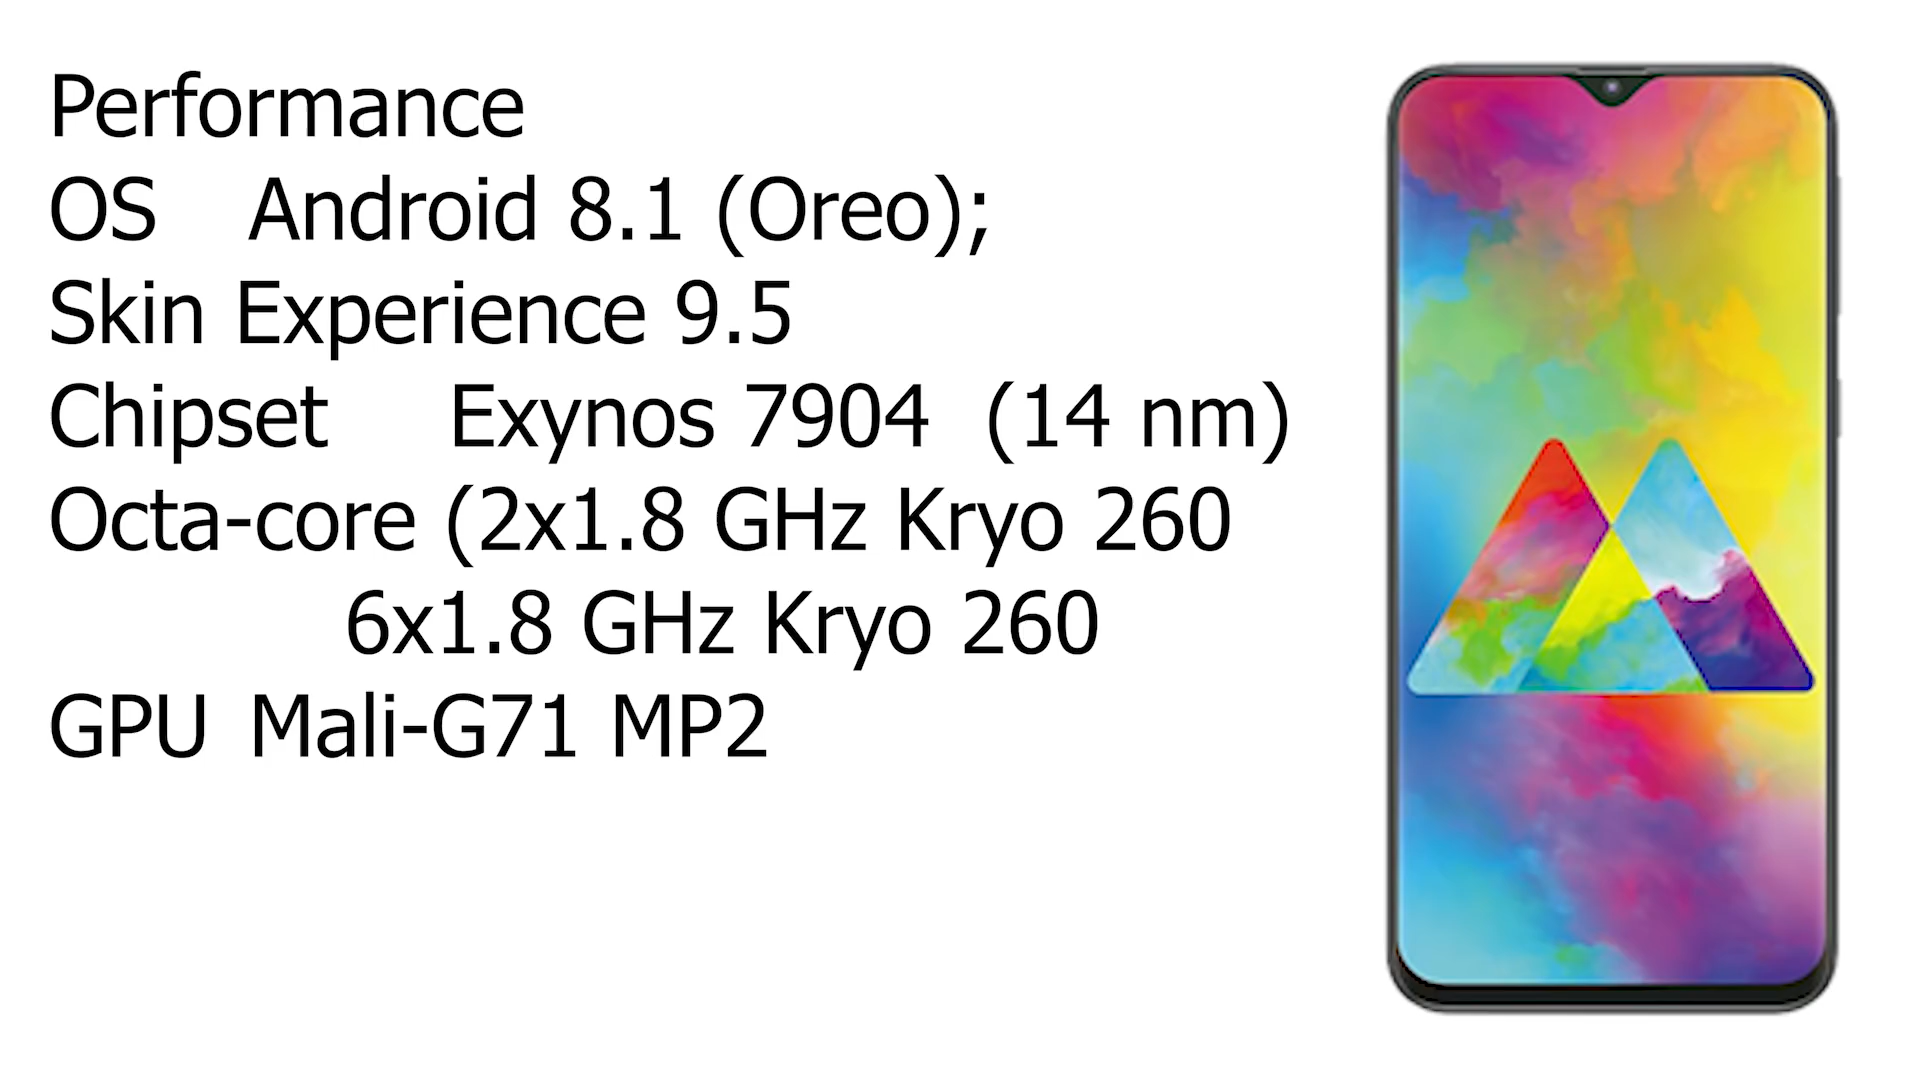 Performance
OS Android 8.1 (Oreo);
Skin Experience 9.5
Chipset Exynos 7904 (14 nm)
Octa-core (2x1.8 GHz Kryo 260
6x1.8 GHz Kryo 260
GPU Mali-G71 MP2